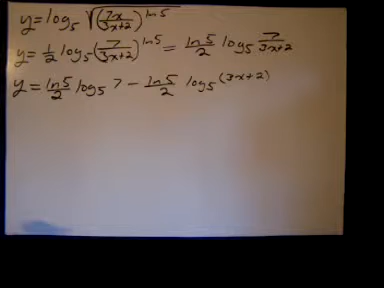 y = log₅ √(7x/(3x+2))^ln5
y = 1/2 log₅ (7/(3x+2))^ln5 = ln5/2 log₅ 7/(3x+2)
y = ln5/2 log₅ 7 - ln5/2 log₅ (3x+2)